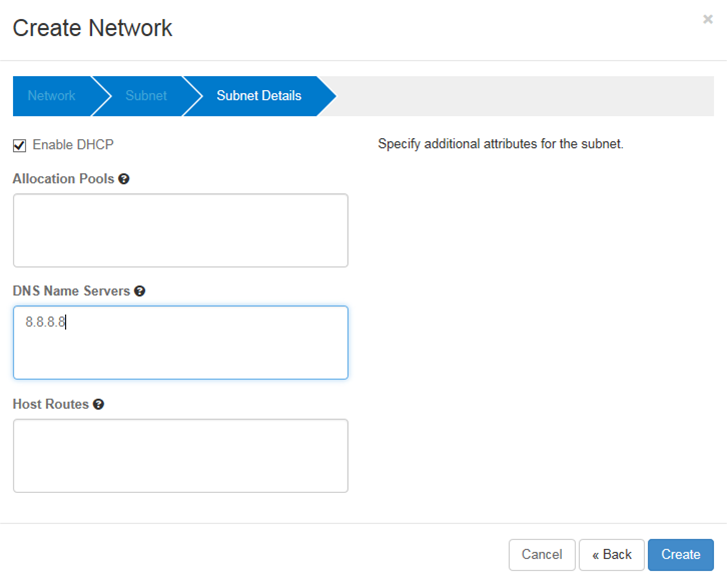 Create Network
×
Network
Subnet
Subnet Details
Enable DHCP
Specify additional attributes for the subnet.
Allocation Pools
DNS Name Servers
8.8.8.8
Host Routes
Cancel
« Back
Create